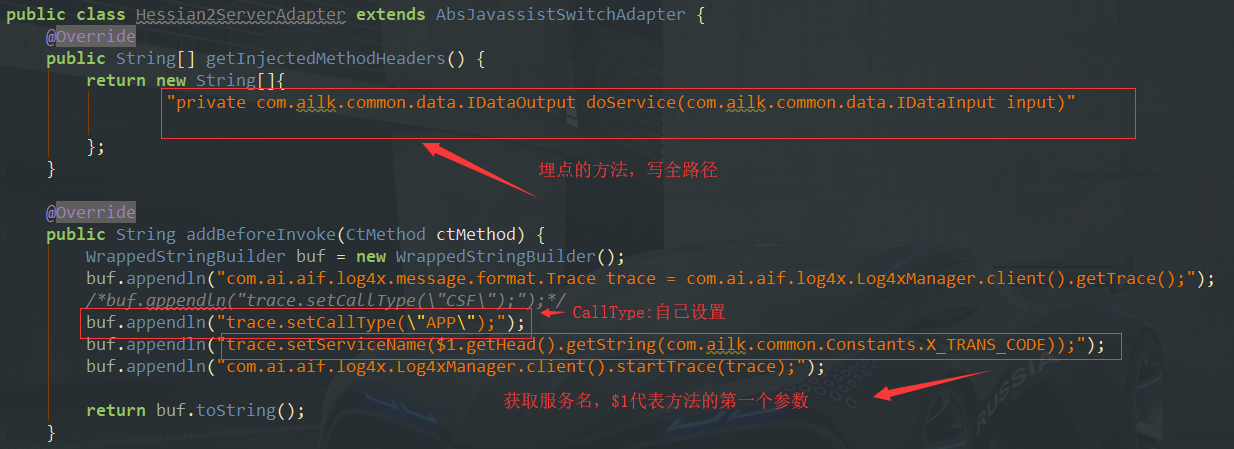 public class Hessian2ServerAdapter extends AbsJavassistSwitchAdapter {
@Override
public String[] getInjectedMethodHeaders() {
return new String[]{
"private com.ailk.common.data.IDataOutput doService(com.ailk.common.data.IDataInput input)"
};
埋点的方法，写全路径
}
@Override
public String addBeforeInvoke(CtMethod ctMethod) {
WrappedStringBuilder buf = new WrappedStringBuilder();
buf.appendln("com.ai.aif.log4x.message.format.Trace trace = com.ai.aif.log4x.Log4xManager.client().getTrace();");
/*buf.appendln("trace.setCallType(\"CSF\");");*/
buf.appendln("trace.setCallType(\"APP\");"); CallType:自己设置
buf.appendln("trace.setServiceName($1.getHead().getString(com.ailk.common.Constants.X_TRANS_CODE));");
buf.appendln("com.ai.aif.log4x.Log4xManager.client().startTrace(trace);");
获取服务名，$1代表方法的第一个参数
return buf.toString();
}
RUSSIA